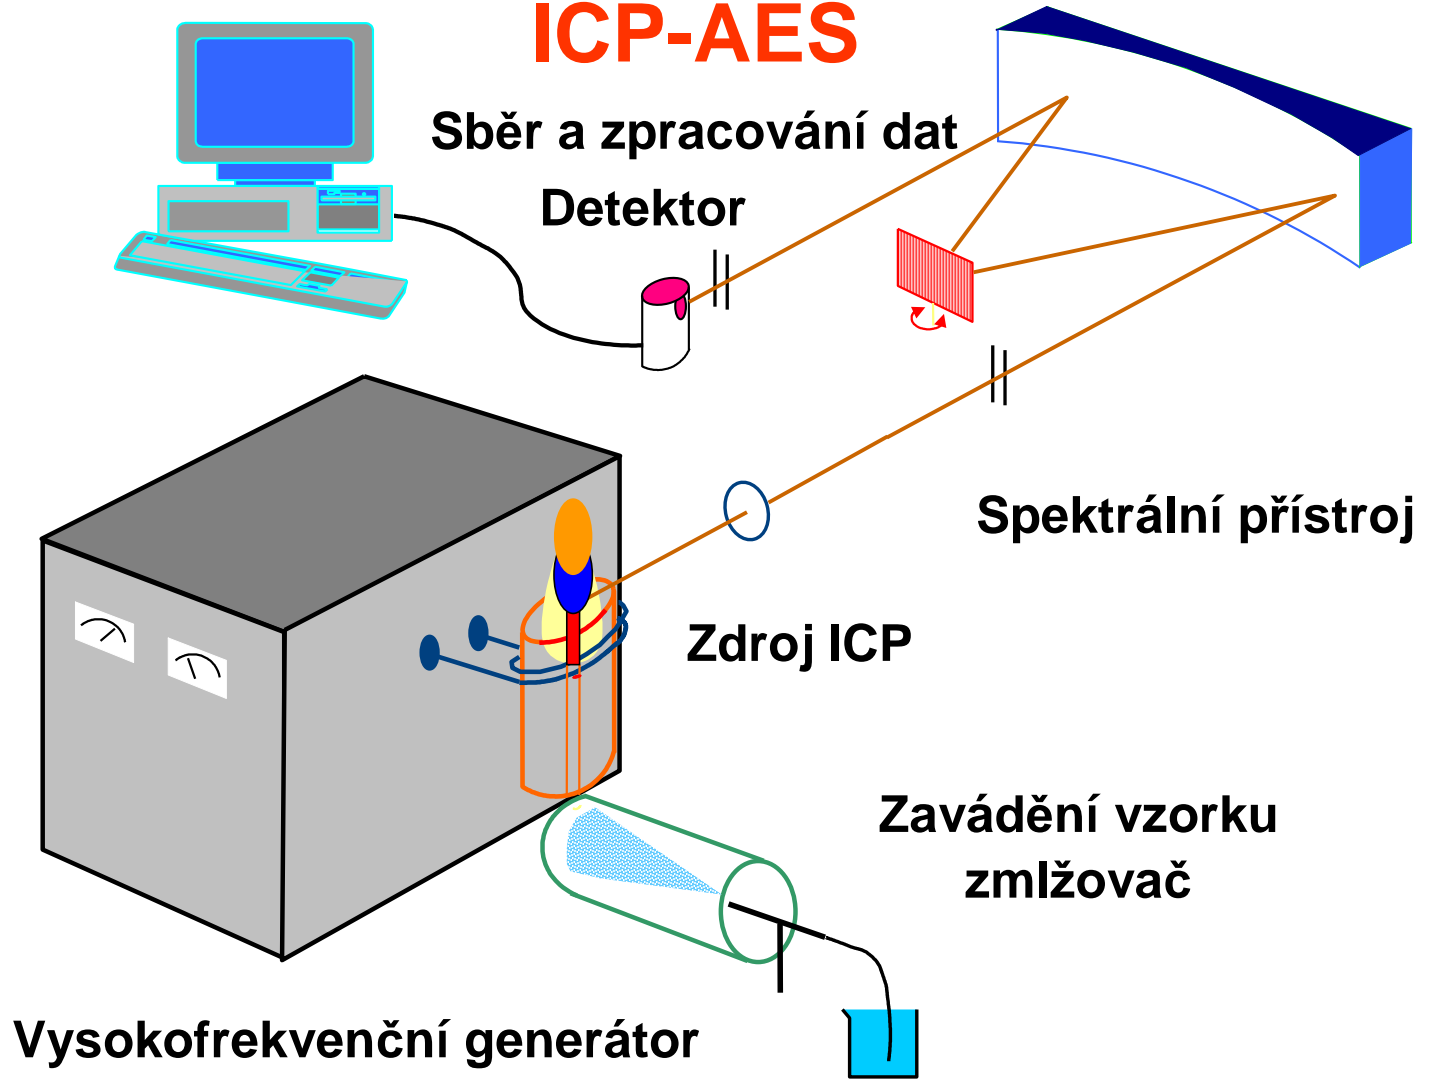 ICP-AES
Sběr a zpracování dat
Detektor
Spektrální přístroj
Zdroj ICP
Zavádění vzorku
zmlžovač
Vysokofrekvenční generátor